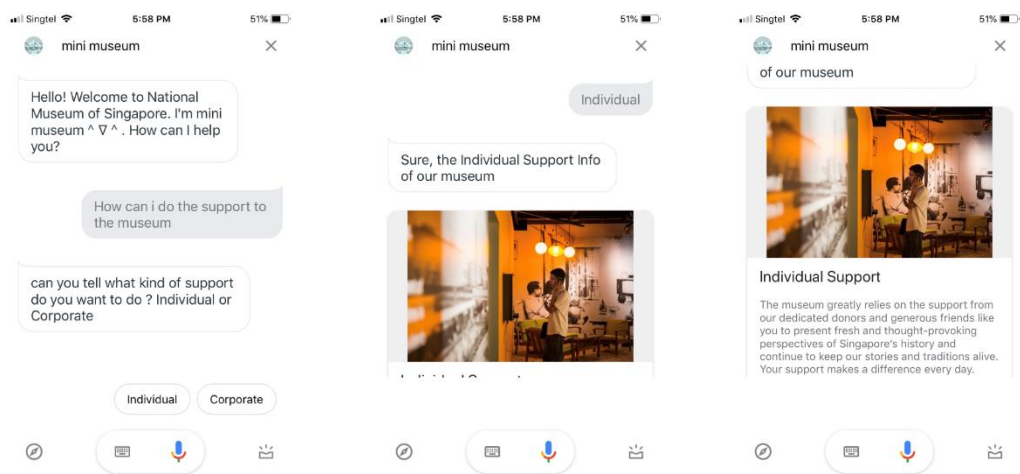 Singtel 5:58 PM 51%
mini museum
Hello! Welcome to National
Museum of Singapore. I'm mini
museum ^ ∇ ^ . How can I help
you?
How can i do the support to
the museum
can you tell what kind of support
do you want to do ? Individual or
Corporate
Individual Corporate
Singtel 5:58 PM 51%
mini museum
Individual
Sure, the Individual Support Info
of our museum
Singtel 5:58 PM 51%
mini museum
of our museum
Individual Support
The museum greatly relies on the support from
our dedicated donors and generous friends like
you to present fresh and thought-provoking
perspectives of Singapore's history and
continue to keep our stories and traditions alive.
Your support makes a difference every day.